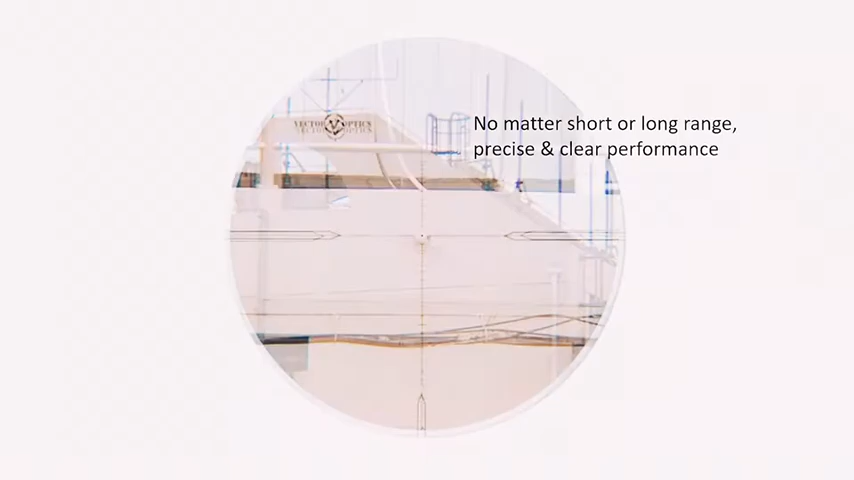 VECTOR OPTICS
No matter short or long range,
precise & clear performance